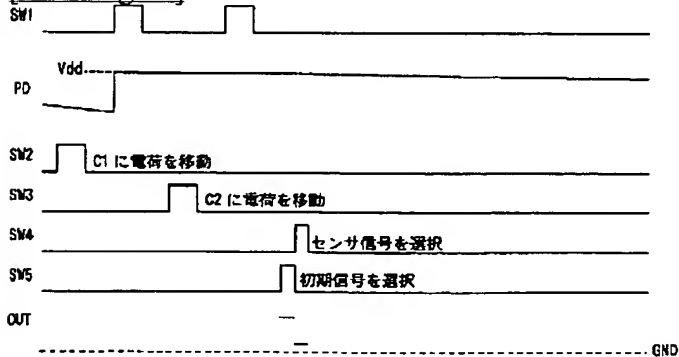 SW1
Vdd
PD
SW2
C1 に電荷を移動
SW3
C2 に電荷を移動
SW4
センサ信号を選択
SW5
初期信号を選択
OUT
GND